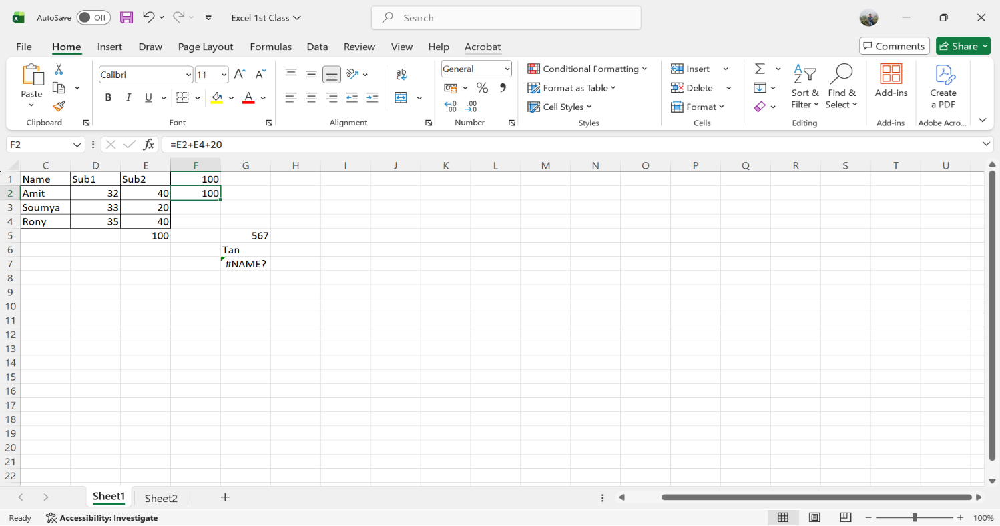 AutoSave Off Excel 1st Class Search
File Home Insert Draw Page Layout Formulas Data Review View Help Acrobat Comments Share
Paste
Clipboard
Calibri 11
B I U A
Font
ab
Alignment
General
% 9
.00 .00
Number
Conditional Formatting
Format as Table
Cell Styles
Styles
Insert
Delete
Format
Cells
Sort & Filter
Find & Select
Editing
Add-ins
Add-ins
Create a PDF
Adobe Acro...
F2 fx =E2+E4+20
C D E F G H I J K L M N O P Q R S T U
1 Name Sub1 Sub2 100
2 Amit 32 40 100
3 Soumya 33 20
4 Rony 35 40
5 100 567
6 Tan
7 #NAME?
8
9
10
11
12
13
14
15
16
17
18
19
20
21
22
Sheet1 Sheet2 +
Ready Accessibility: Investigate 100%